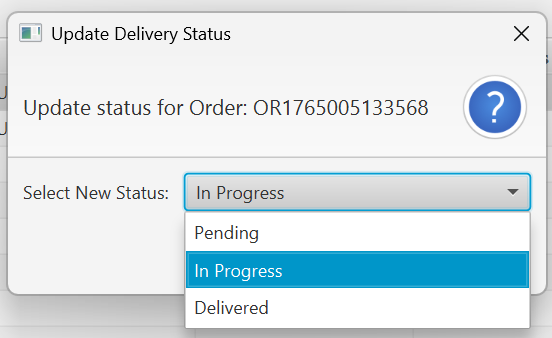 Update Delivery Status
Update status for Order: OR1765005133568
?
Select New Status: In Progress
Pending
In Progress
Delivered